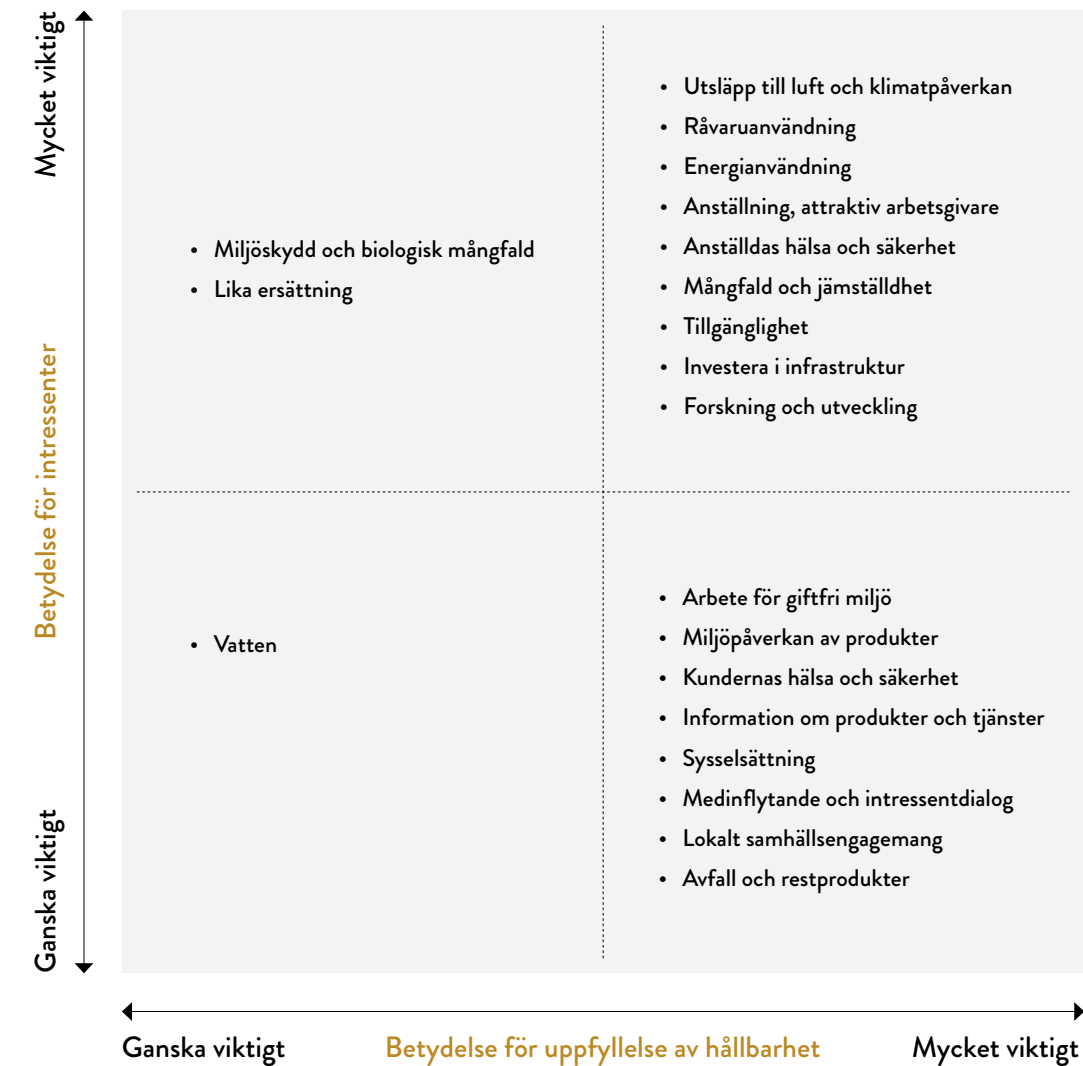 Mycket viktigt
Betydelse för intressenter
Ganska viktigt
• Miljöskydd och biologisk mångfald
• Lika ersättning
• Utsläpp till luft och klimatpåverkan
• Råvaruanvändning
• Energianvändning
• Anställning, attraktiv arbetsgivare
• Anställdas hälsa och säkerhet
• Mångfald och jämställdhet
• Tillgänglighet
• Investera i infrastruktur
• Forskning och utveckling
• Vatten
• Arbete för giftfri miljö
• Miljöpåverkan av produkter
• Kundernas hälsa och säkerhet
• Information om produkter och tjänster
• Sysselsättning
• Medinflytande och intressentdialog
• Lokalt samhällsengagemang
• Avfall och restprodukter
Ganska viktigt
Betydelse för uppfyllelse av hållbarhet
Mycket viktigt